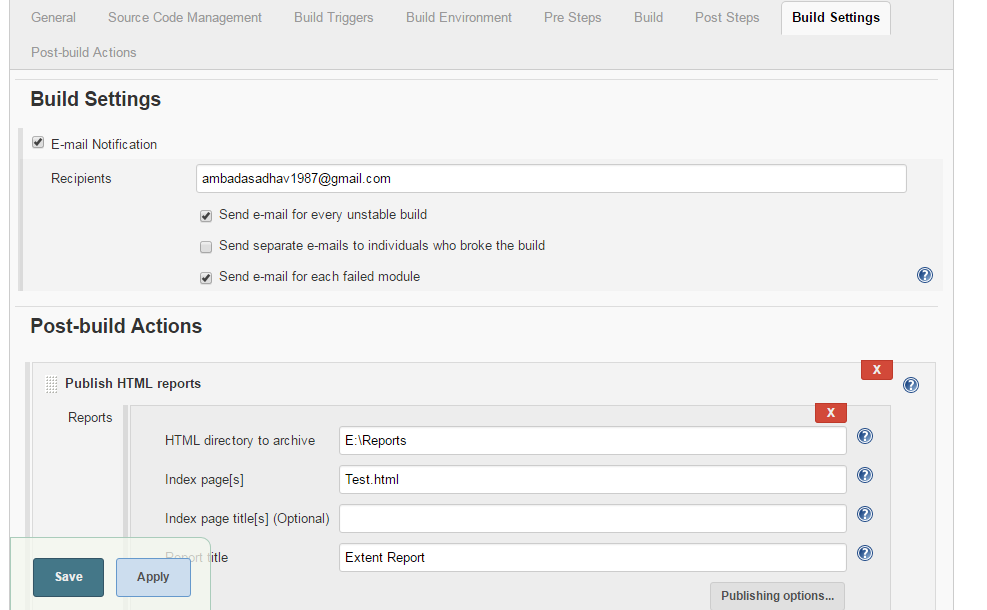 General Source Code Management Build Triggers Build Environment Pre Steps Build Post Steps Build Settings
Post-build Actions
Build Settings
E-mail Notification
Recipients ambadasadhav1987@gmail.com
Send e-mail for every unstable build
Send separate e-mails to individuals who broke the build
Send e-mail for each failed module
Post-build Actions
X
Publish HTML reports
Reports
X
HTML directory to archive E:\Reports
Index page[s] Test.html
Index page title[s] (Optional)
Report title Extent Report
Save Apply
Publishing options...